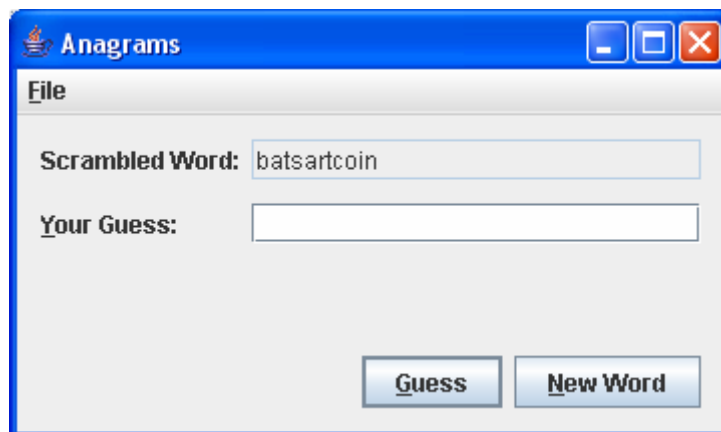 Anagrams
File
Scrambled Word: batsartcoin
Your Guess:
Guess New Word